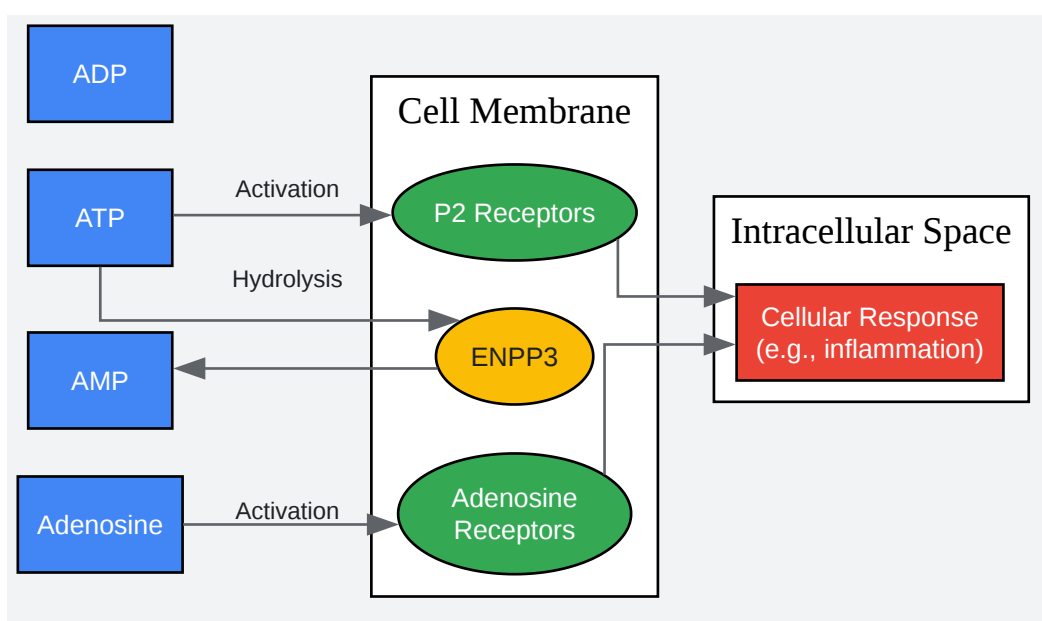 ADP
Cell Membrane
ATP
Activation
P2 Receptors
Hydrolysis
Intracellular Space
Cellular Response
(e.g., inflammation)
ENPP3
AMP
Adenosine
Activation
Adenosine
Receptors